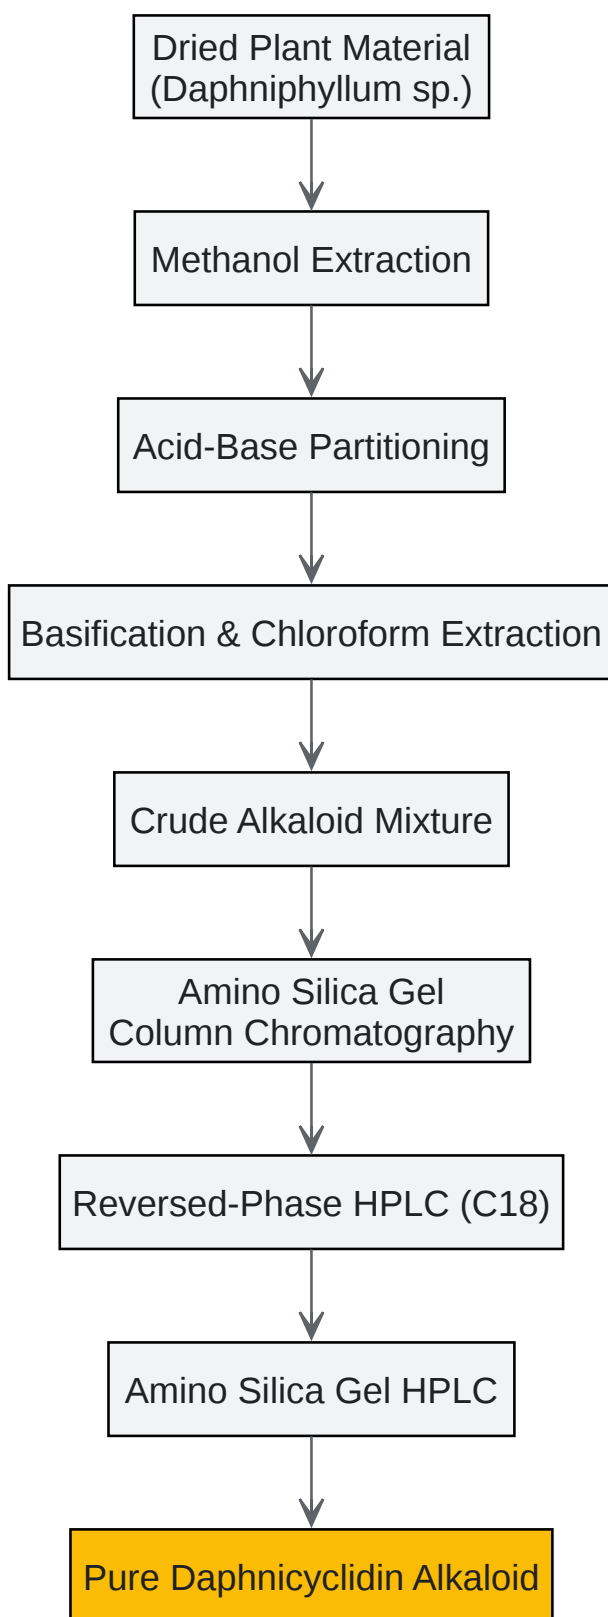 Dried Plant Material
(Daphniphyllum sp.)
Methanol Extraction
Acid-Base Partitioning
Basification & Chloroform Extraction
Crude Alkaloid Mixture
Amino Silica Gel
Column Chromatography
Reversed-Phase HPLC (C18)
Amino Silica Gel HPLC
Pure Daphnicyclidin Alkaloid